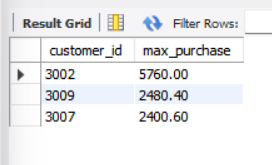 Result Grid Filter Rows:
customer_id max_purchase
3002 5760.00
3009 2480.40
3007 2400.60